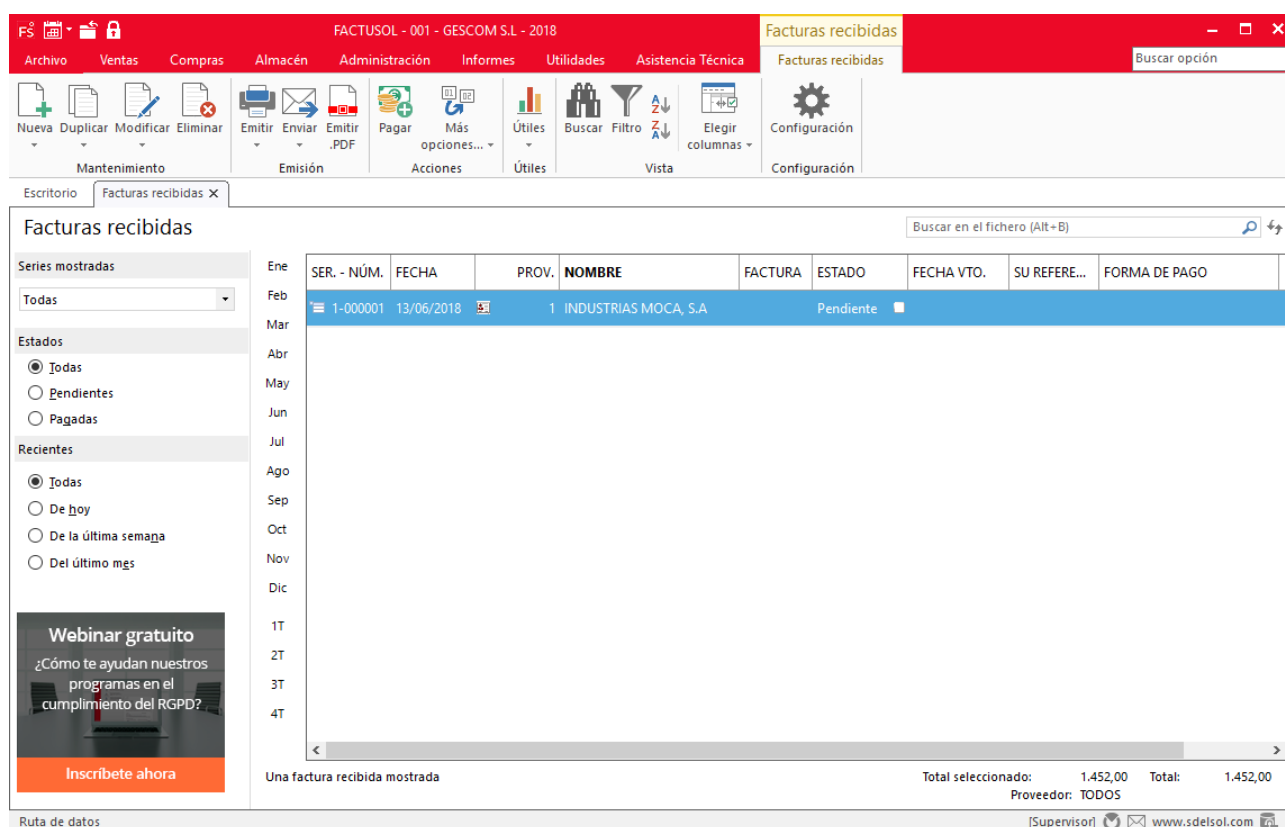 FS
FACTUSOL - 001 - GESCOM S.L - 2018
Facturas recibidas
Archivo Ventas Compras Almacén Administración Informes Utilidades Asistencia Técnica Facturas recibidas Buscar opción
Nueva Duplicar Modificar Eliminar Emitir Enviar Emitir .PDF Pagar Más opciones... Útiles Buscar Filtro Elegir columnas Configuración
Mantenimiento Emisión Acciones Útiles Vista Configuración
Escritorio Facturas recibidas X
Facturas recibidas
Buscar en el fichero (Alt+B)
Series mostradas
Todas
Estados
Todas
Pendientes
Pagadas
Recientes
Todas
De hoy
De la última semana
Del último mes
Webinar gratuito
¿Cómo te ayudan nuestros
programas en el
cumplimiento del RGPD?
Inscríbete ahora
Ene
Feb
Mar
Abr
May
Jun
Jul
Ago
Sep
Oct
Nov
Dic
1T
2T
3T
4T
SER. - NÚM. FECHA PROV. NOMBRE FACTURA ESTADO FECHA VTO. SU REFERE... FORMA DE PAGO
1-000001 13/06/2018 1 INDUSTRIAS MOCA, S.A Pendiente
Una factura recibida mostrada
Total seleccionado: 1.452,00 Total: 1.452,00
Proveedor: TODOS
Ruta de datos
[Supervisor] www.sdelsol.com